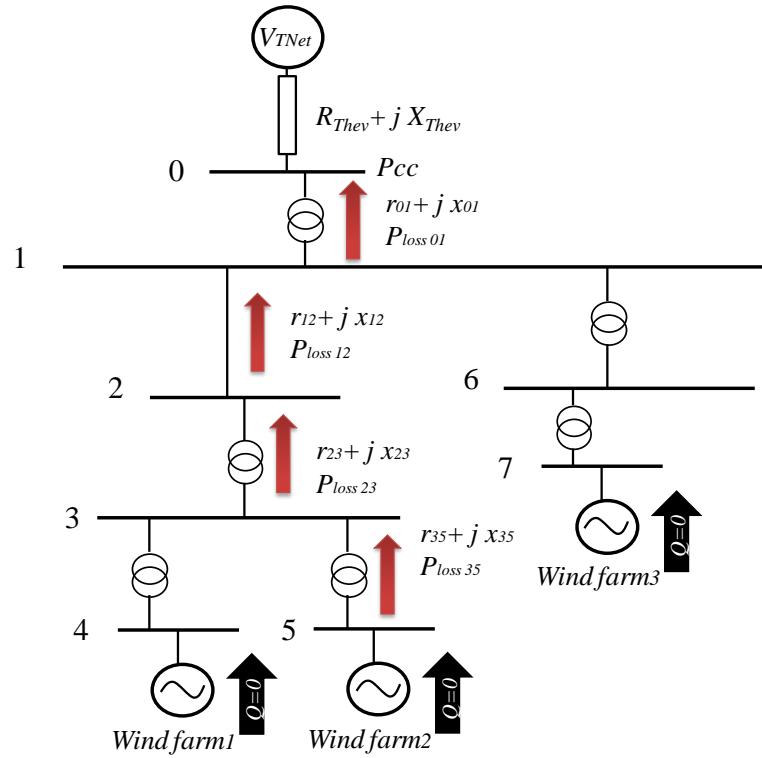 VTNet
RThev+ j XThev
0
Pcc
r01+ j x01
Ploss 01
1
r12+ j x12
Ploss 12
2
6
r23+ j x23
Ploss 23
7
3
r35+ j x35
Ploss 35
Q=0
Wind farm3
4
5
Q=0
Q=0
Wind farm1
Wind farm2